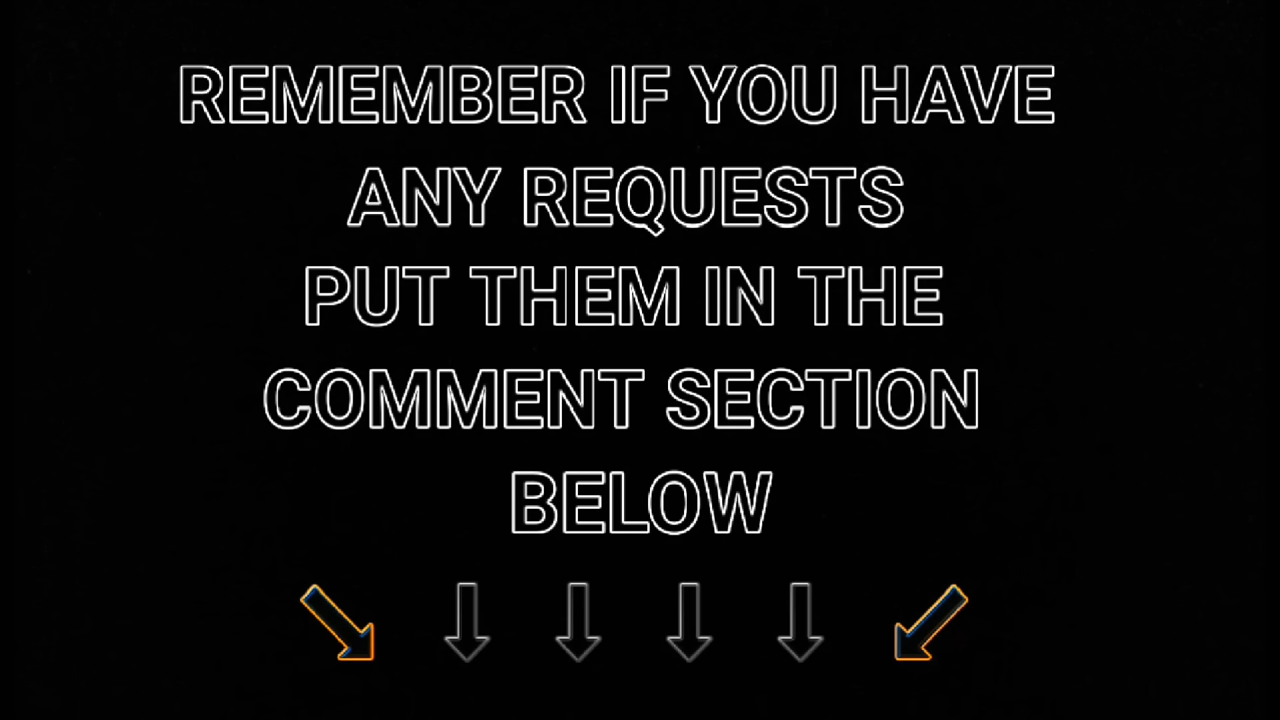 REMEMBER IF YOU HAVE
ANY REQUESTS
PUT THEM IN THE
COMMENT SECTION
BELOW